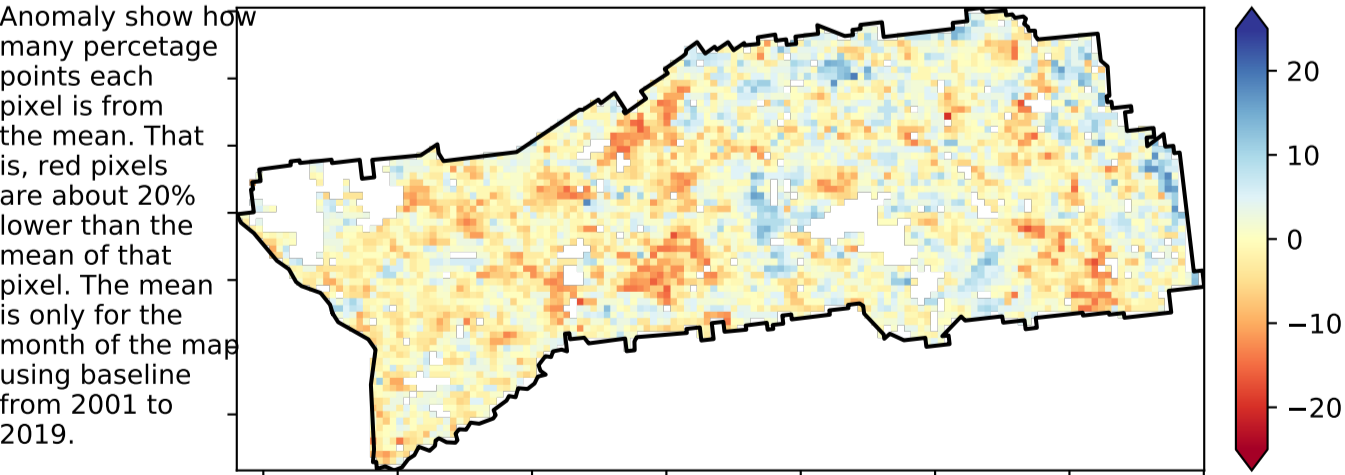 Anomaly show how
many percetage
points each
pixel is from
the mean. That
is, red pixels
are about 20%
lower than the
mean of that
pixel. The mean
is only for the
month of the map
using baseline
from 2001 to
2019.
20
10
0
−10
−20